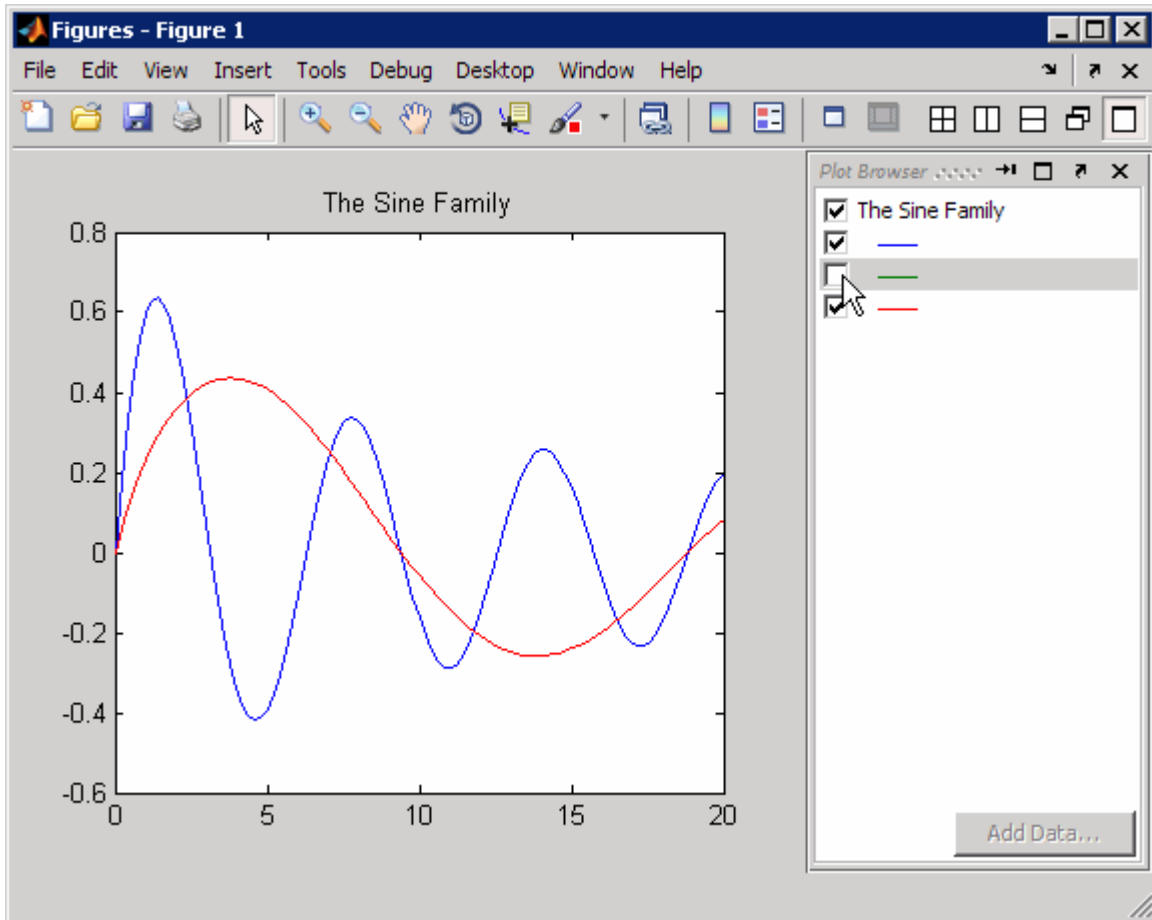 Figures - Figure 1
File Edit View Insert Tools Debug Desktop Window Help
Plot Browser
The Sine Family
The Sine Family
0.8
0.6
0.4
0.2
0
-0.2
-0.4
-0.6
0 5 10 15 20
Add Data...